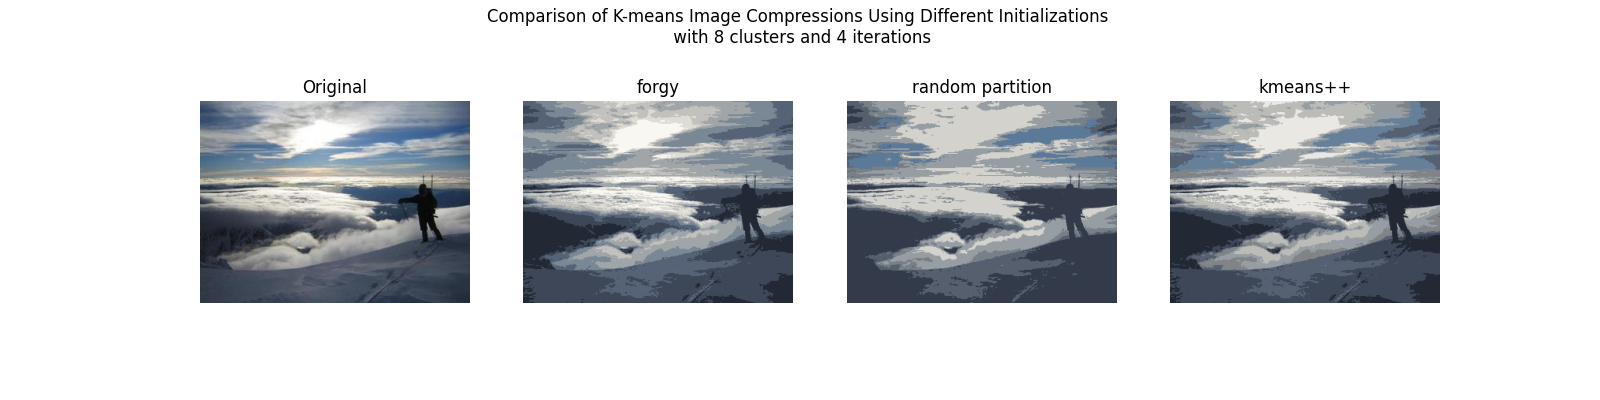 Comparison of K-means Image Compressions Using Different Initializations
with 8 clusters and 4 iterations
Original
forgy
random partition
kmeans++